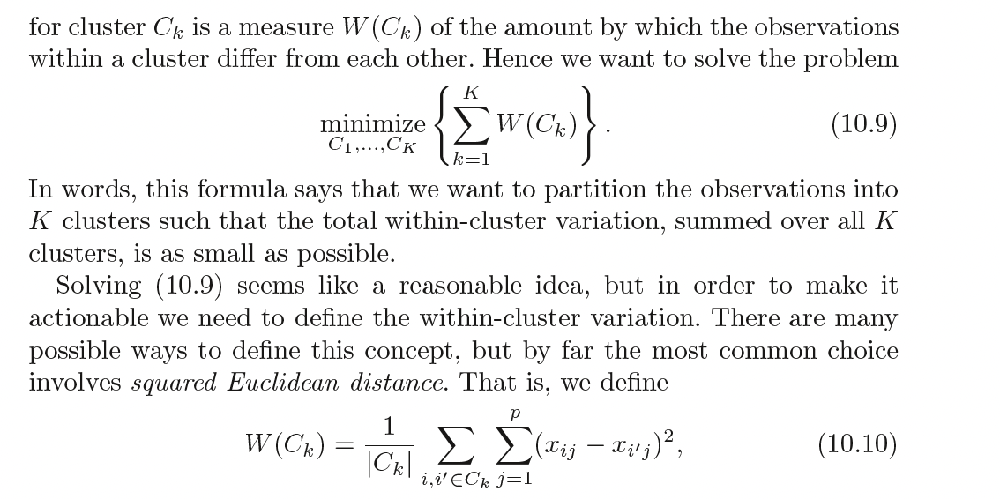 for cluster C_k is a measure W(C_k) of the amount by which the observations
within a cluster differ from each other. Hence we want to solve the problem
\underset{C_1,...,C_K}{\text{minimize}} \left\{ \sum_{k=1}^{K} W(C_k) \right\}. (10.9)
In words, this formula says that we want to partition the observations into
K clusters such that the total within-cluster variation, summed over all K
clusters, is as small as possible.
Solving (10.9) seems like a reasonable idea, but in order to make it
actionable we need to define the within-cluster variation. There are many
possible ways to define this concept, but by far the most common choice
involves squared Euclidean distance. That is, we define
W(C_k) = \frac{1}{|C_k|} \sum_{i,i' \in C_k} \sum_{j=1}^{p} (x_{ij} - x_{i'j})^2, (10.10)